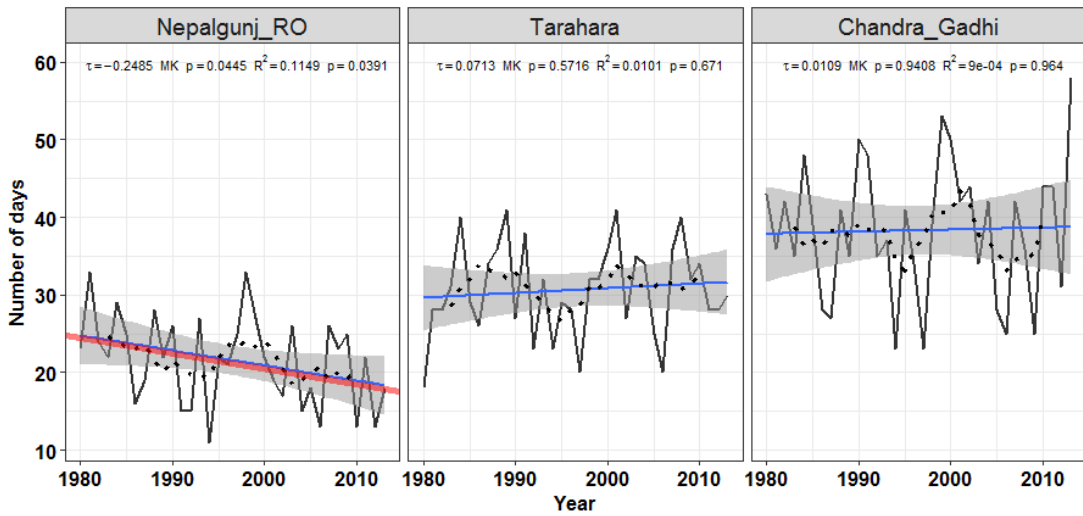 Nepalgunj_RO Tarahara Chandra_Gadhi
τ=−0.2485 MK p=0.0445 R²=0.1149 p=0.0391 τ=0.0713 MK p=0.5716 R²=0.0101 p=0.671 τ=0.0109 MK p=0.9408 R²=9e−04 p=0.964
60
50
40
30
20
10
Number of days
1980 1990 2000 2010 1980 1990 2000 2010 1980 1990 2000 2010
Year